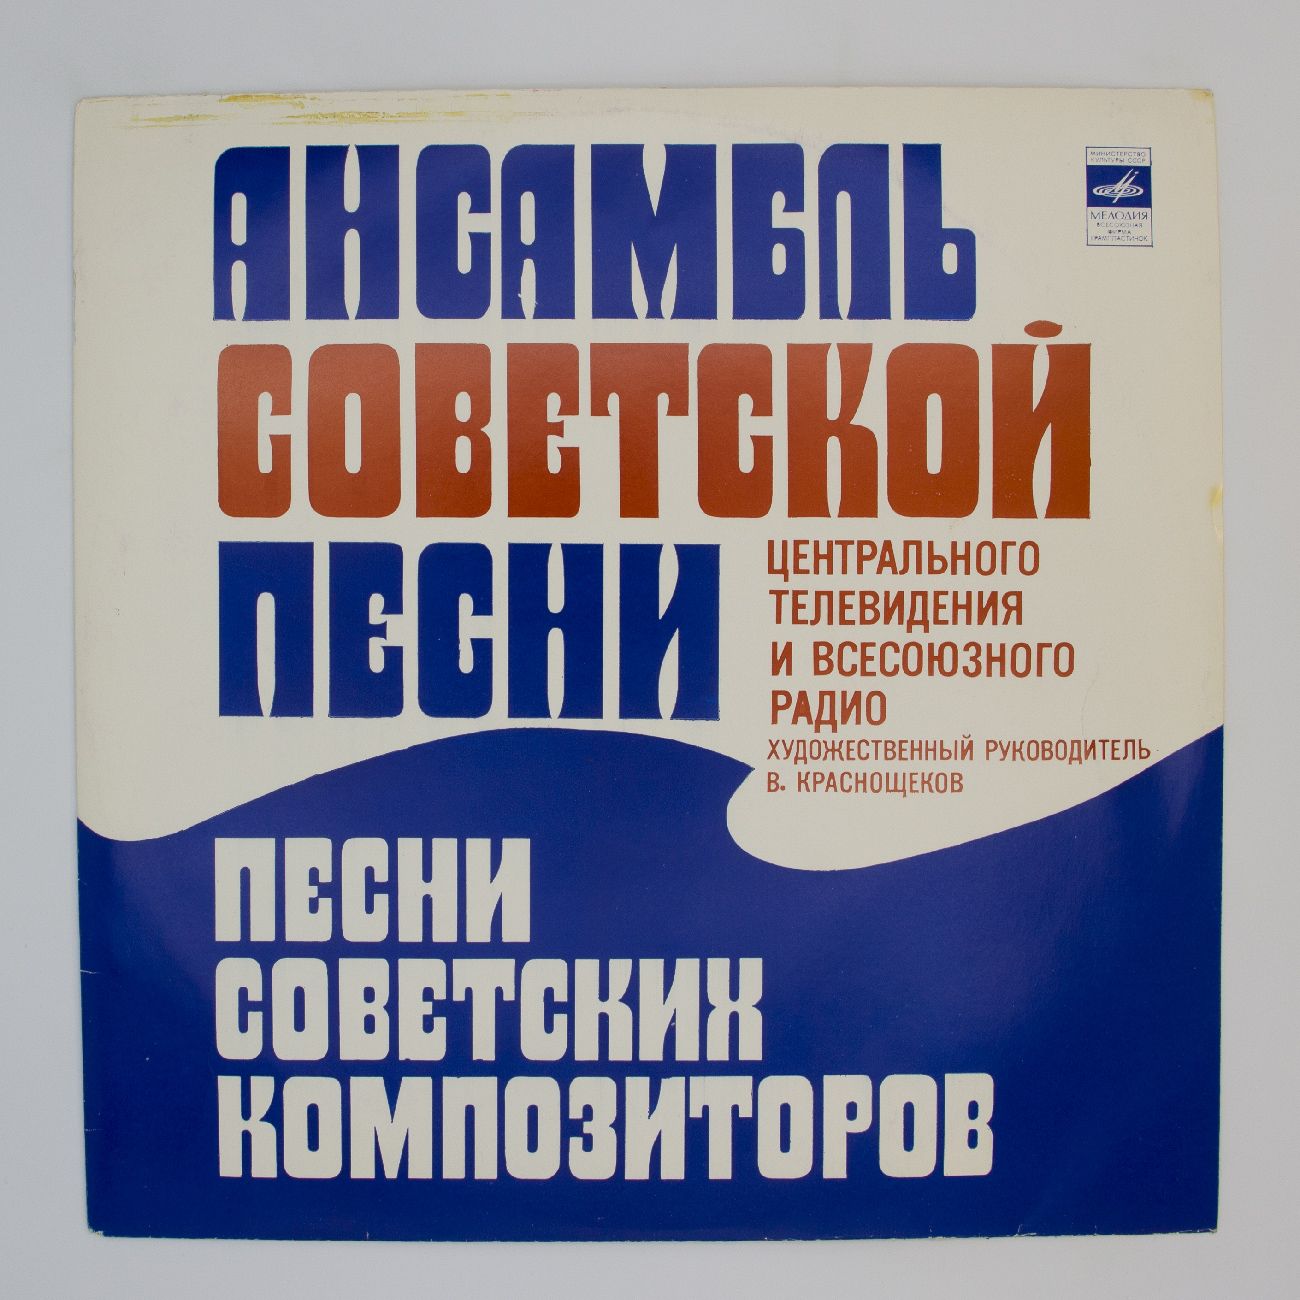 МИНИСТЕРСТВО
КУЛЬТУРЫ СССР
МЕЛОДИЯ
ВСЕСОЮЗНАЯ
ФИРМА
ГРАМПЛАСТИНОК
АНСАМБЛЬ
СОВЕТСКОЙ
ПЕСНИ
ЦЕНТРАЛЬНОГО
ТЕЛЕВИДЕНИЯ
И ВСЕСОЮЗНОГО
РАДИО
ХУДОЖЕСТВЕННЫЙ РУКОВОДИТЕЛЬ
В. КРАСНОЩЕКОВ
ПЕСНИ
СОВЕТСКИХ
КОМПОЗИТОРОВ